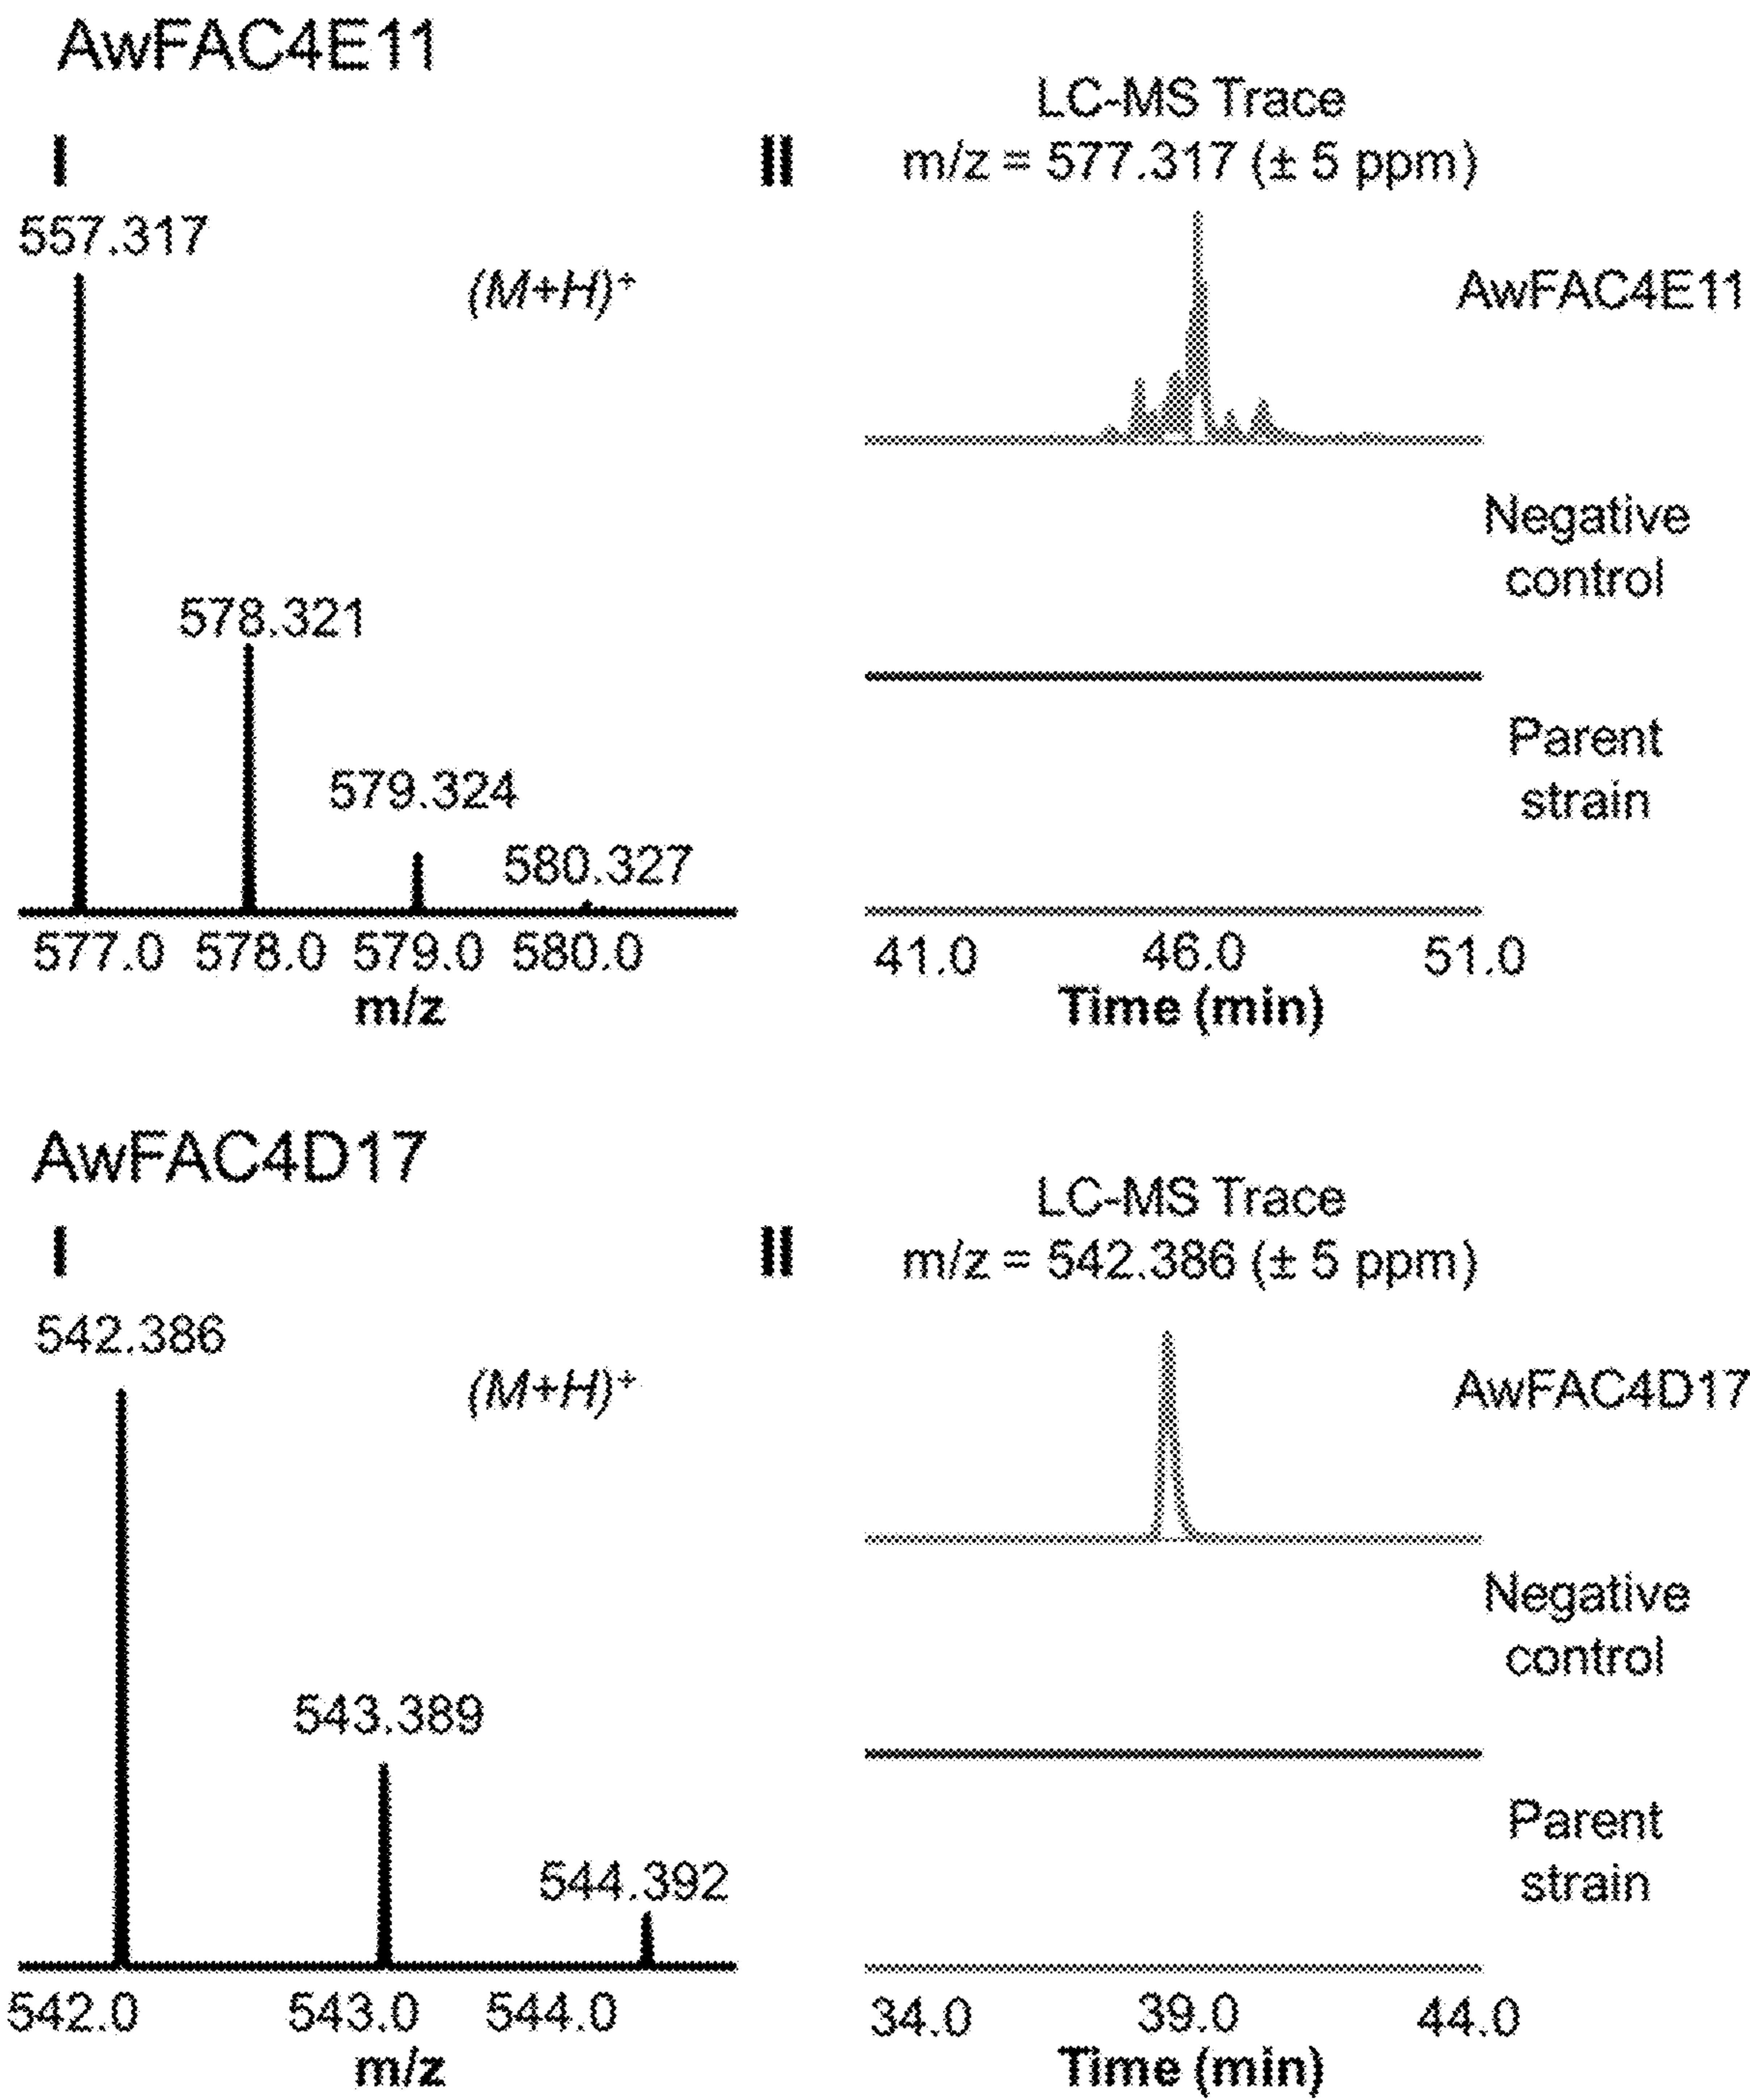 AwFAC4E11
I
557.317
(M+H)+
578.321
579.324
580.327
577.0 578.0 579.0 580.0
m/z
II
LC-MS Trace
m/z = 577.317 (± 5 ppm)
AwFAC4E11
Negative
control
Parent
strain
41.0 46.0 51.0
Time (min)
AwFAC4D17
I
542.386
(M+H)+
543.389
544.392
542.0 543.0 544.0
m/z
II
LC-MS Trace
m/z = 542.386 (± 5 ppm)
AwFAC4D17
Negative
control
Parent
strain
34.0 39.0 44.0
Time (min)